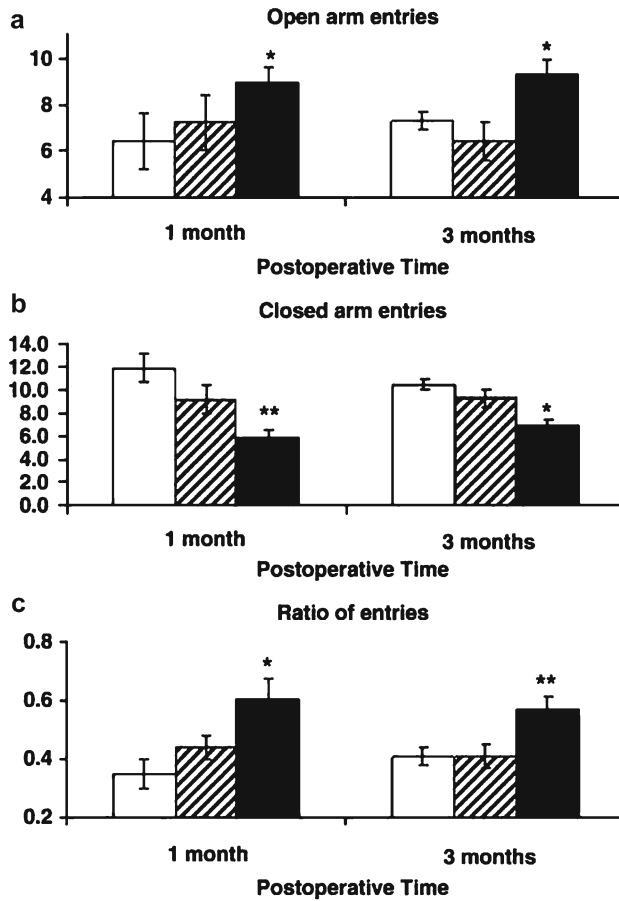 a
Open arm entries
10
8
6
4
* *
1 month 3 months
Postoperative Time
b
Closed arm entries
14.0
12.0
10.0
8.0
6.0
4.0
2.0
0.0
** *
1 month 3 months
Postoperative Time
c
Ratio of entries
0.8
0.6
0.4
0.2
* **
1 month 3 months
Postoperative Time